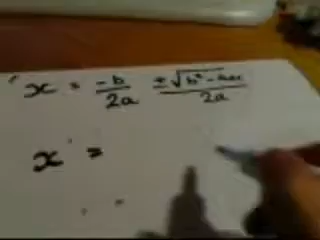 x = -b/2a ±√(b²-4ac)/2a
x =